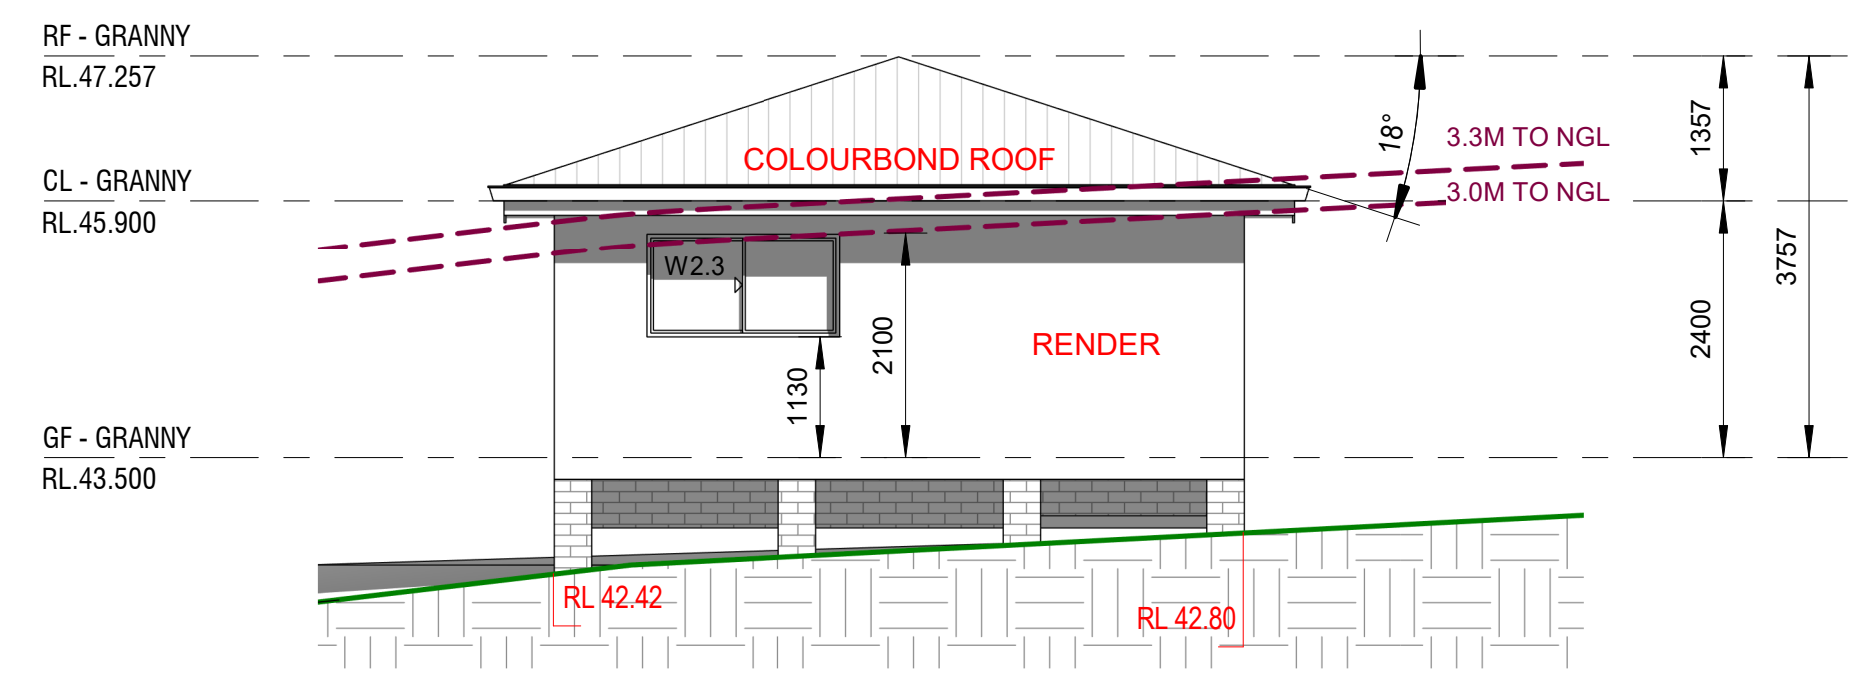 RF - GRANNY
RL.47.257
18°
1357
3.3M TO NGL
COLOURBOND ROOF
CL - GRANNY
3.0M TO NGL
RL.45.900
3757
W2.3
2400
2100
RENDER
1130
GF - GRANNY
RL.43.500
RL 42.42
RL 42.80